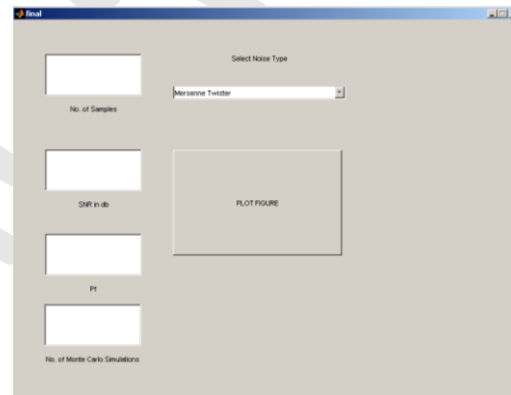 final
Select Noise Type
Mersenne Twister
No. of Samples
SNR in db
PLOT FIGURE
Pf
No. of Monte Carlo Simulations